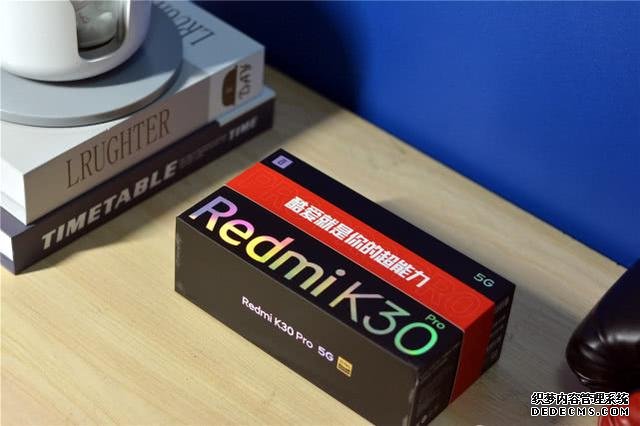 LRUGHTER
TIMETABLE
TIME
酷爱就是你的超能力
5G
Redmi K30
Pro
Redmi K30 Pro 5G
织梦内容管理系统
DEDECMS.COM